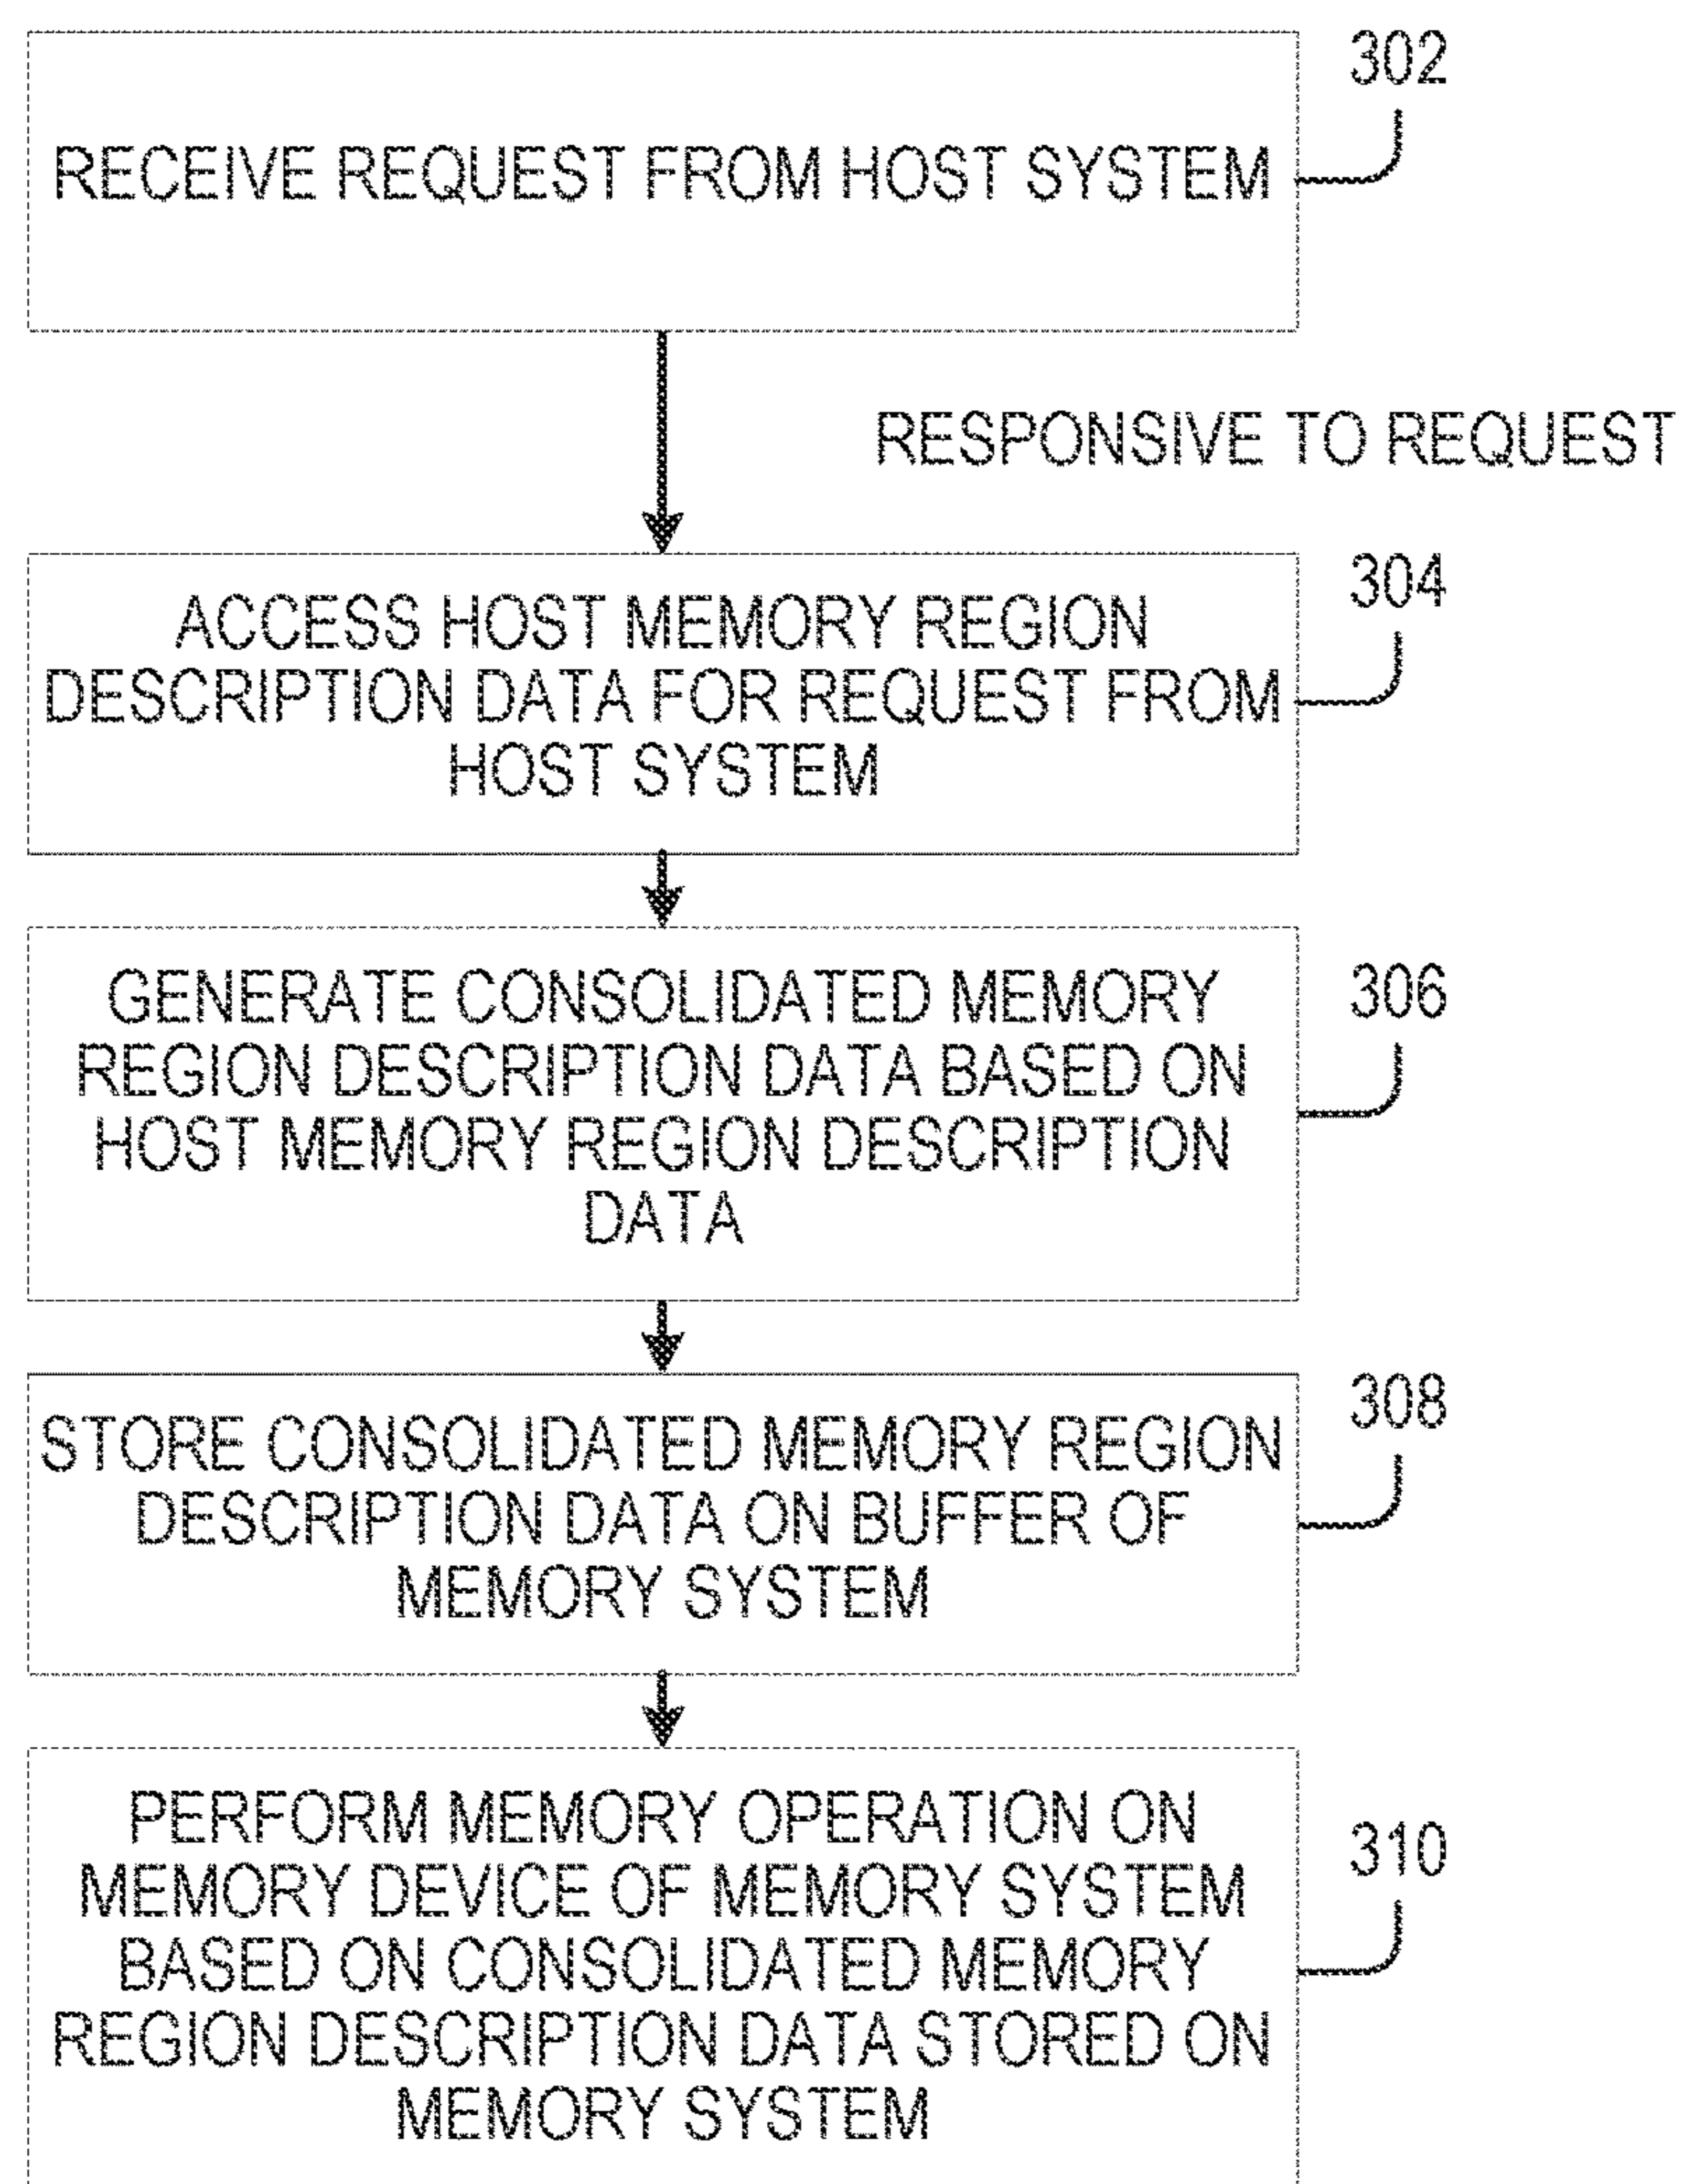 302
RECEIVE REQUEST FROM HOST SYSTEM
RESPONSIVE TO REQUEST
304
ACCESS HOST MEMORY REGION
DESCRIPTION DATA FOR REQUEST FROM
HOST SYSTEM
306
GENERATE CONSOLIDATED MEMORY
REGION DESCRIPTION DATA BASED ON
HOST MEMORY REGION DESCRIPTION
DATA
308
STORE CONSOLIDATED MEMORY REGION
DESCRIPTION DATA ON BUFFER OF
MEMORY SYSTEM
310
PERFORM MEMORY OPERATION ON
MEMORY DEVICE OF MEMORY SYSTEM
BASED ON CONSOLIDATED MEMORY
REGION DESCRIPTION DATA STORED ON
MEMORY SYSTEM